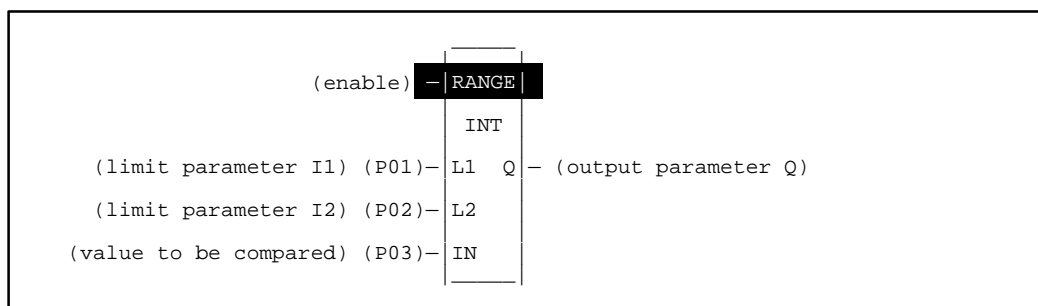 (enable) –|RANGE|
INT
(limit parameter I1) (P01)–|L1 Q|– (output parameter Q)
(limit parameter I2) (P02)–|L2
(value to be compared) (P03)–|IN